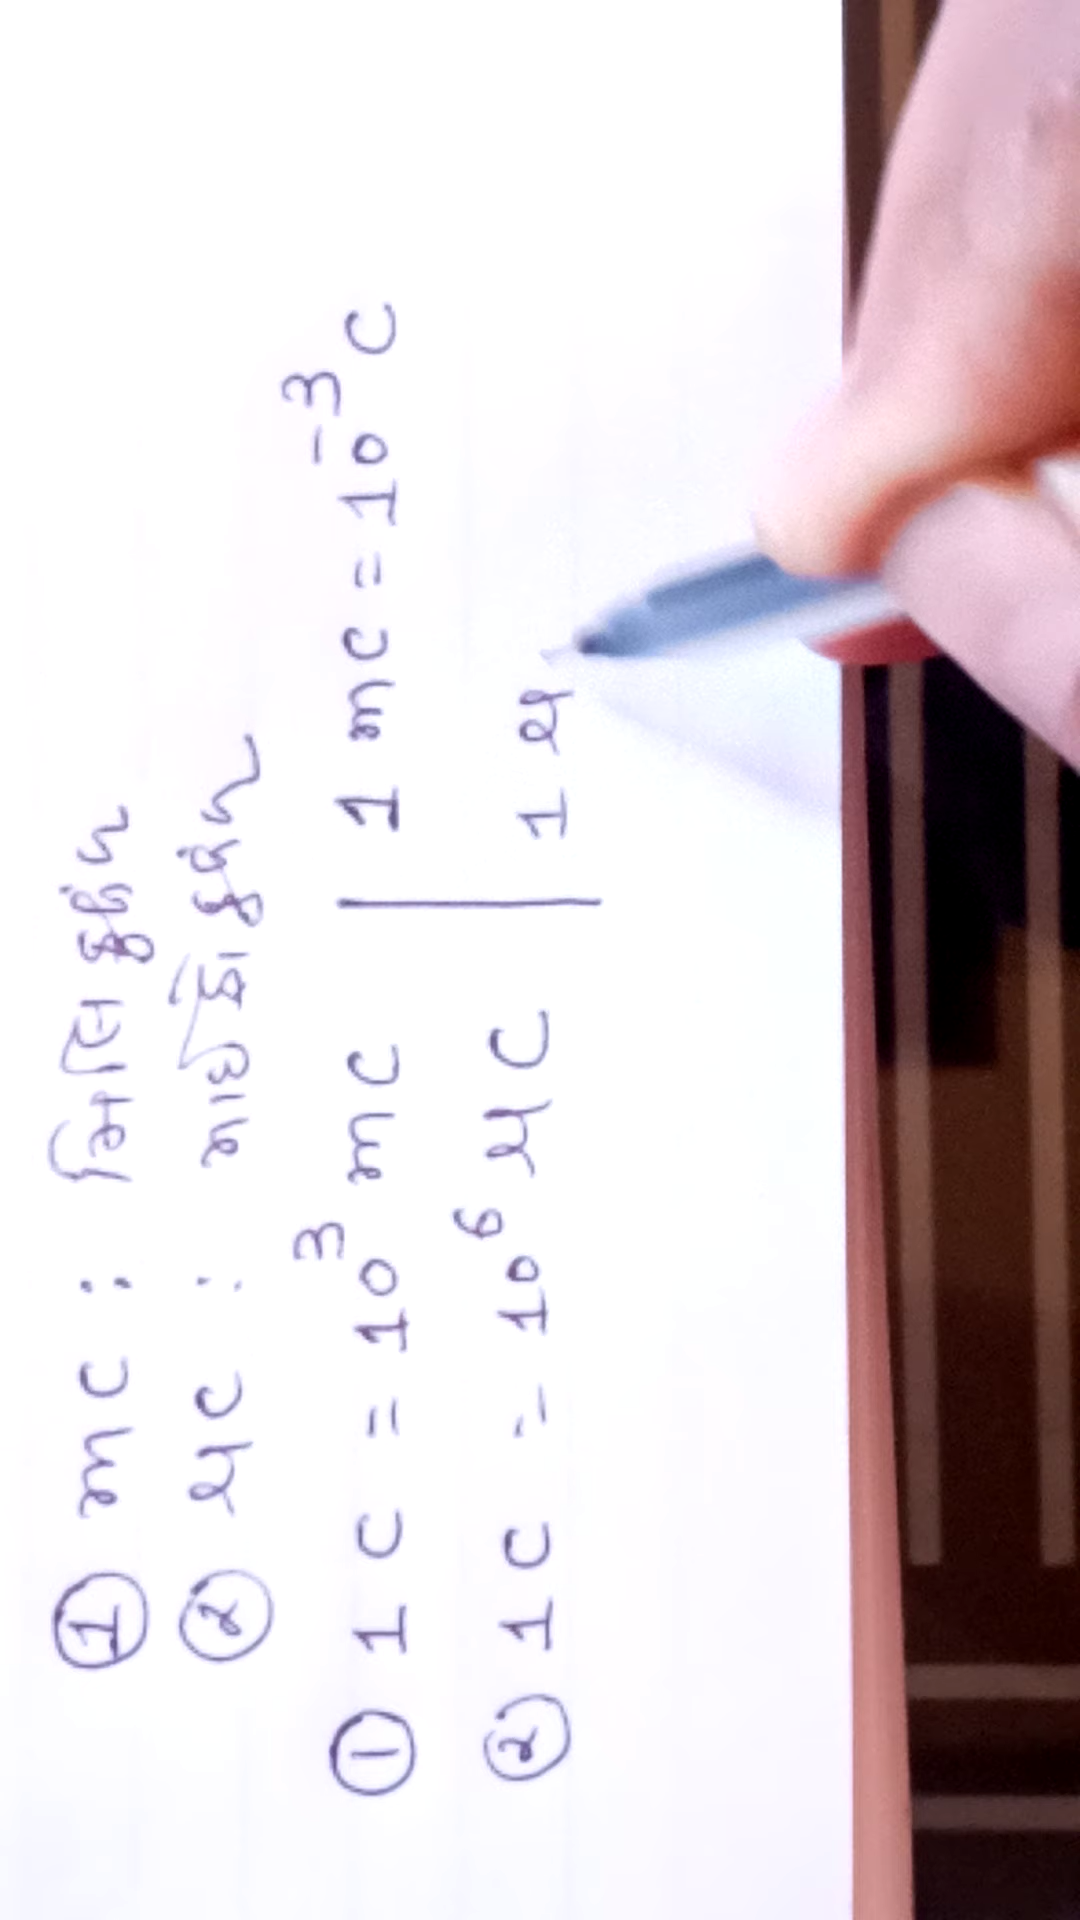 ① mC : મિલિ કુલંબ
② μC : માઈક્રો કુલંબ
① 1 C = 10³ mC | 1 mC = 10⁻³ C
② 1 C = 10⁶ μC | 1 μ